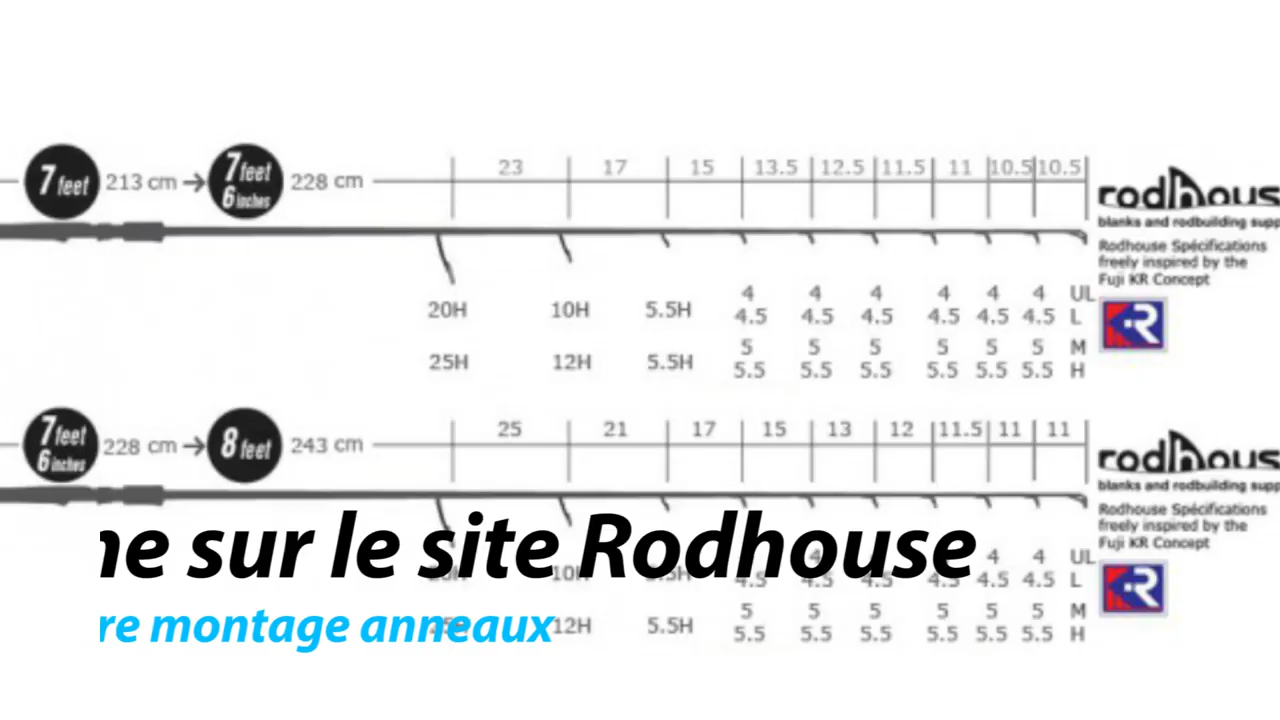 7 feet 213 cm → 7 feet 6 inches 228 cm 23 17 15 13.5 12.5 11.5 11 10.5 10.5
rodhous
blanks and rodbuilding supp
Rodhouse Spécifications
freely inspired by the
Fuji KR Concept
R
4 4 4 4 4 4 UL
20H 10H 5.5H 4.5 4.5 4.5 4.5 4.5 4.5 L
5 5 5 5 5 5 M
25H 12H 5.5H 5.5 5.5 5.5 5.5 5.5 5.5 H
7 feet 6 inches 228 cm → 8 feet 243 cm 25 21 17 15 13 12 11.5 11 11
rodhous
blanks and rodbuilding supp
Rodhouse Spécifications
freely inspired by the
Fuji KR Concept
R
ne sur le site Rodhouse
4 4 4 UL
10H 5.5H 4.5 4.5 4.5 4.5 4.5 4.5 L
re montage anneaux
5 5 5 5 5 5 M
12H 5.5H 5.5 5.5 5.5 5.5 5.5 5.5 H